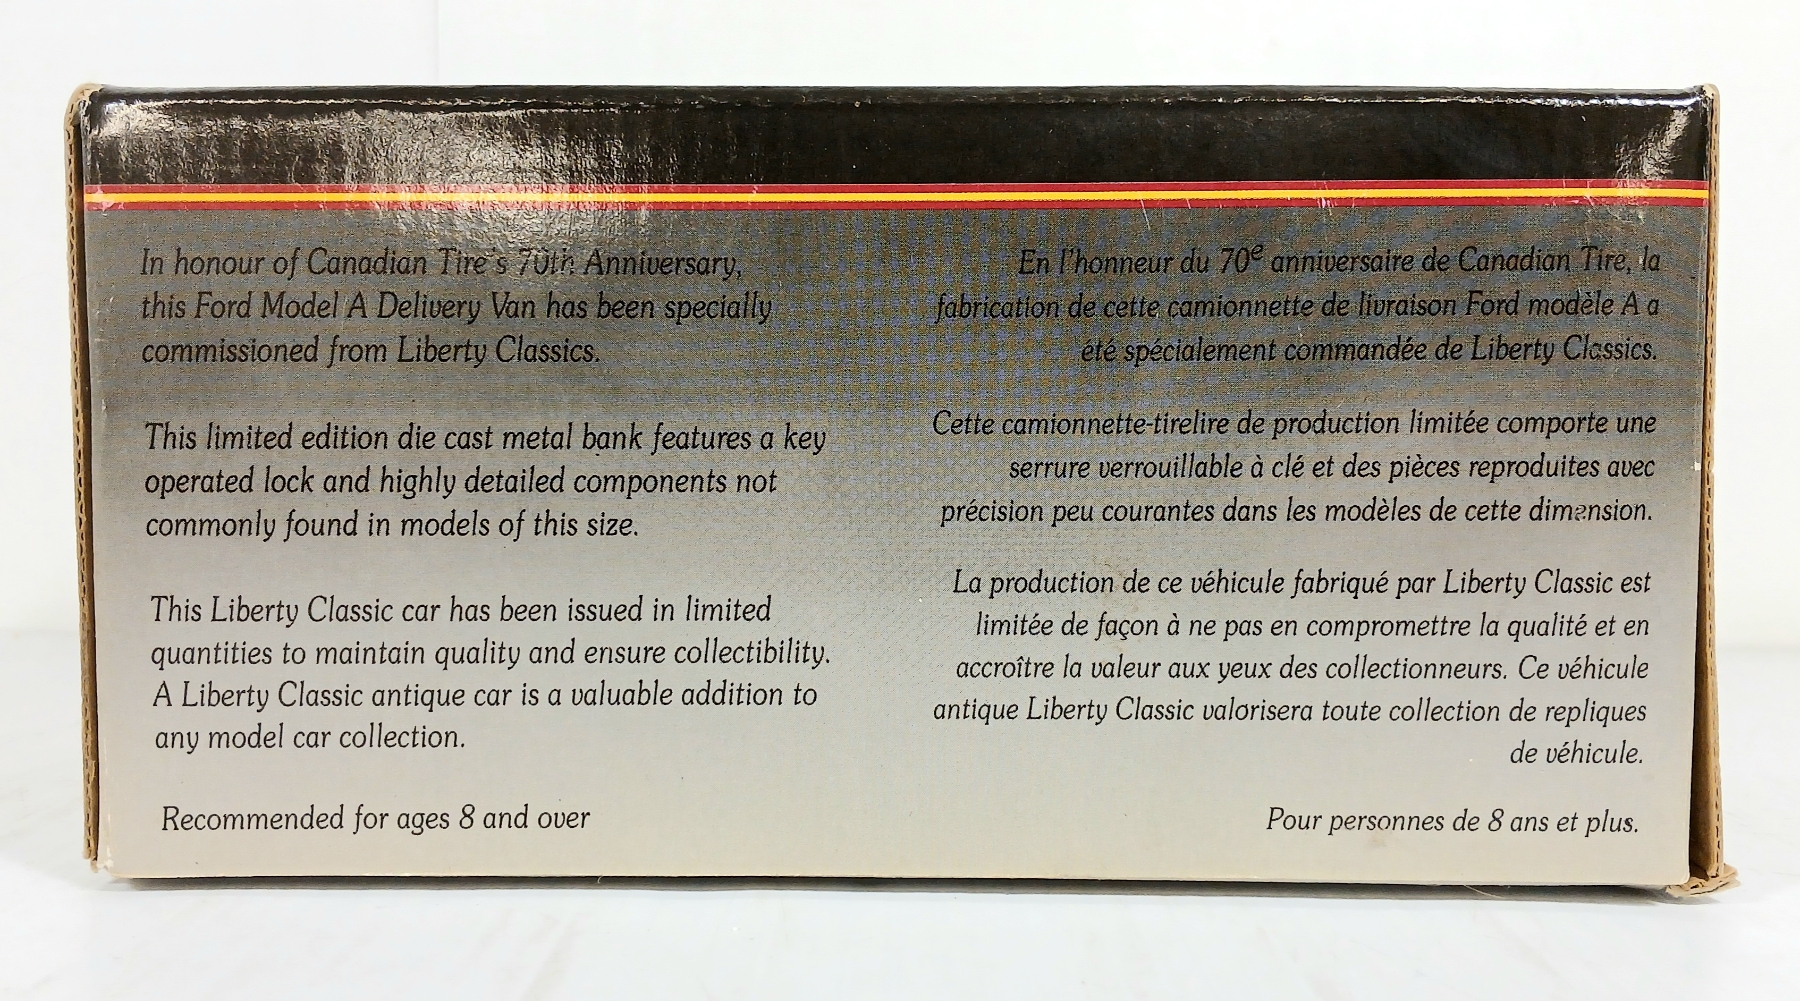 In honour of Canadian Tire's 70th Anniversary,
this Ford Model A Delivery Van has been specially
commissioned from Liberty Classics.
This limited edition die cast metal bank features a key
operated lock and highly detailed components not
commonly found in models of this size.
This Liberty Classic car has been issued in limited
quantities to maintain quality and ensure collectibility.
A Liberty Classic antique car is a valuable addition to
any model car collection.
Recommended for ages 8 and over
En l'honneur du 70e anniversaire de Canadian Tire, la
fabrication de cette camionnette de livraison Ford modèle A a
été spécialement commandée de Liberty Classics.
Cette camionnette-tirelire de production limitée comporte une
serrure verrouillable à clé et des pièces reproduites avec
précision peu courantes dans les modèles de cette dimension.
La production de ce véhicule fabriqué par Liberty Classic est
limitée de façon à ne pas en compromettre la qualité et en
accroître la valeur aux yeux des collectionneurs. Ce véhicule
antique Liberty Classic valorisera toute collection de repliques
de véhicule.
Pour personnes de 8 ans et plus.